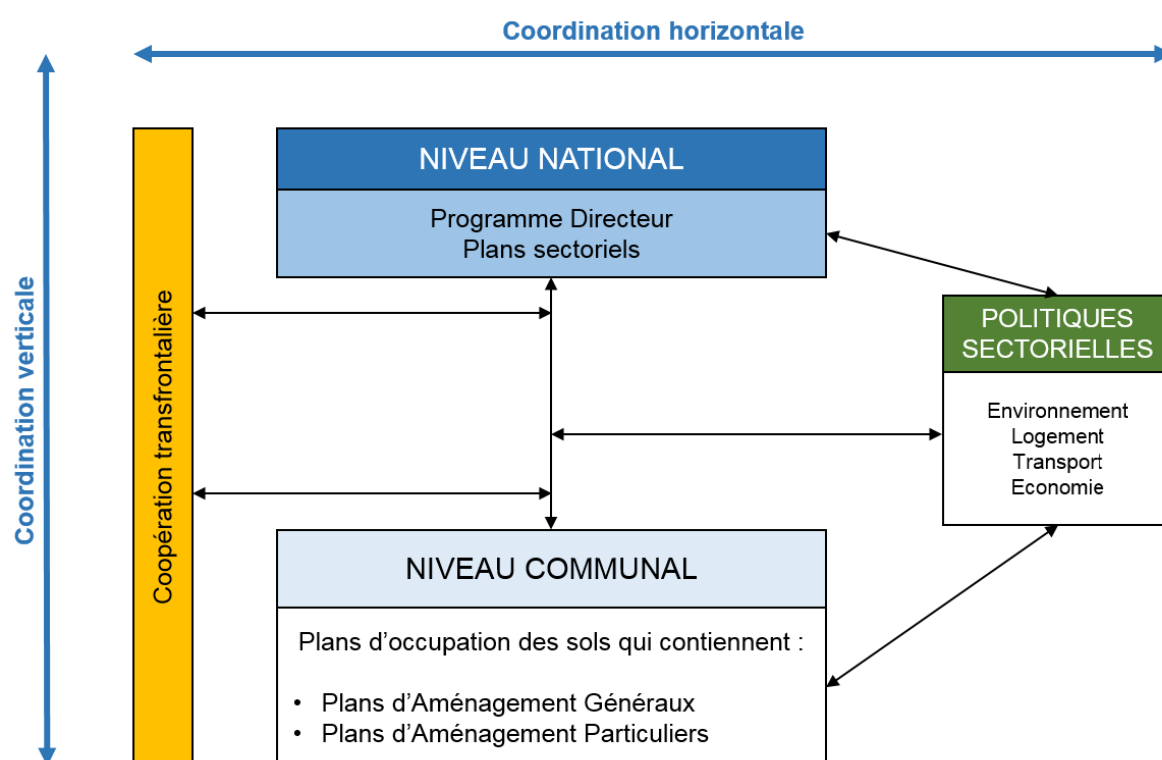 Coordination horizontale
Coordination verticale
Coopération transfrontalière
NIVEAU NATIONAL
Programme Directeur
Plans sectoriels
POLITIQUES
SECTORIELLES
Environnement
Logement
Transport
Economie
NIVEAU COMMUNAL
Plans d’occupation des sols qui contiennent :
• Plans d’Aménagement Généraux
• Plans d’Aménagement Particuliers